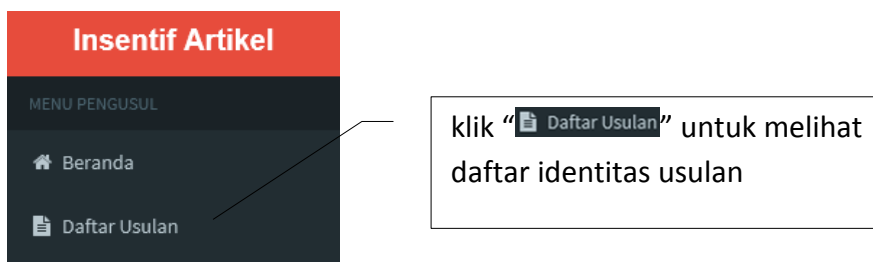 Insentif Artikel
MENU PENGUSUL
Beranda
Daftar Usulan
klik “Daftar Usulan” untuk melihat
daftar identitas usulan